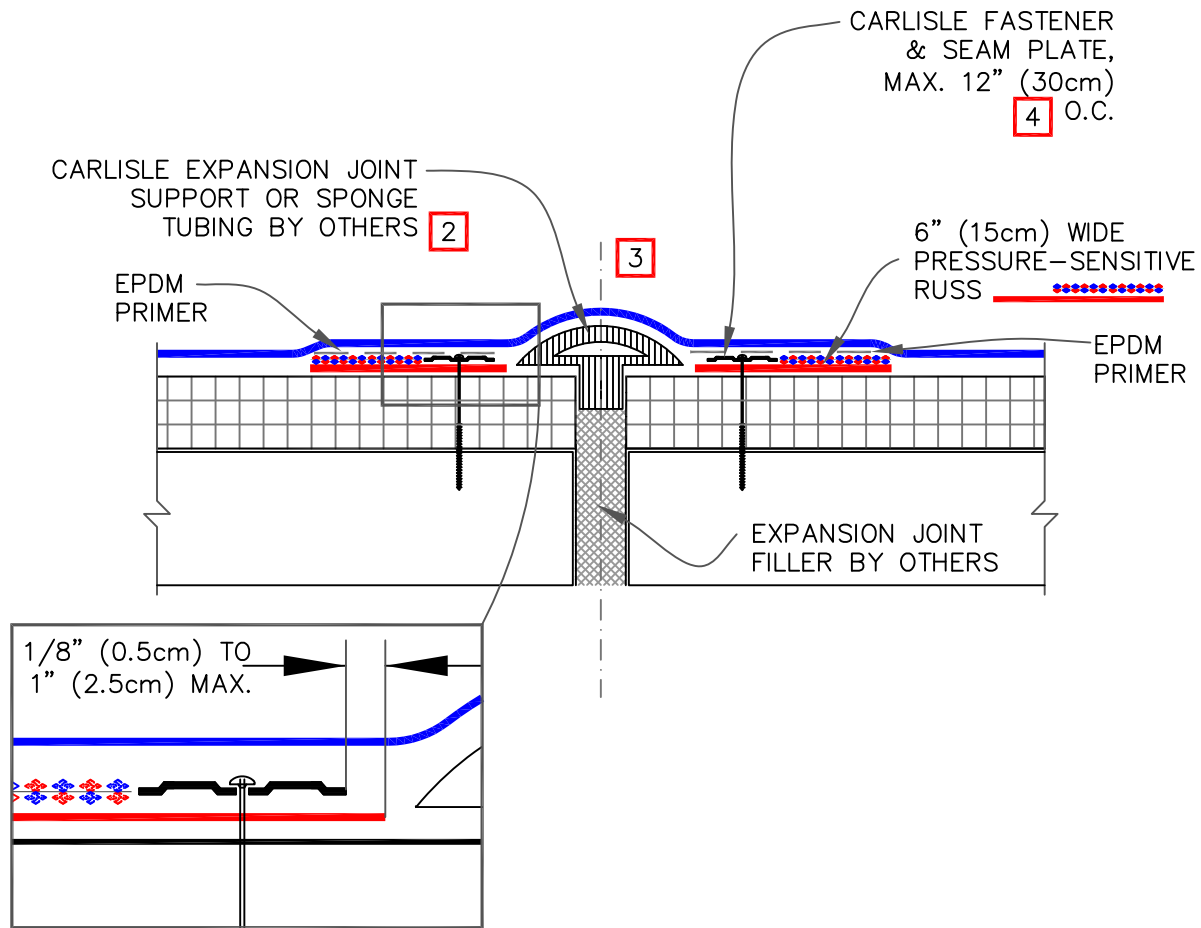 CARLISLE FASTENER
& SEAM PLATE,
MAX. 12” (30cm)
4 O.C.
CARLISLE EXPANSION JOINT
SUPPORT OR SPONGE
TUBING BY OTHERS 2
3
6” (15cm) WIDE
PRESSURE–SENSITIVE
RUSS
EPDM
PRIMER
EPDM
PRIMER
EXPANSION JOINT
FILLER BY OTHERS
1/8” (0.5cm) TO
1” (2.5cm) MAX.